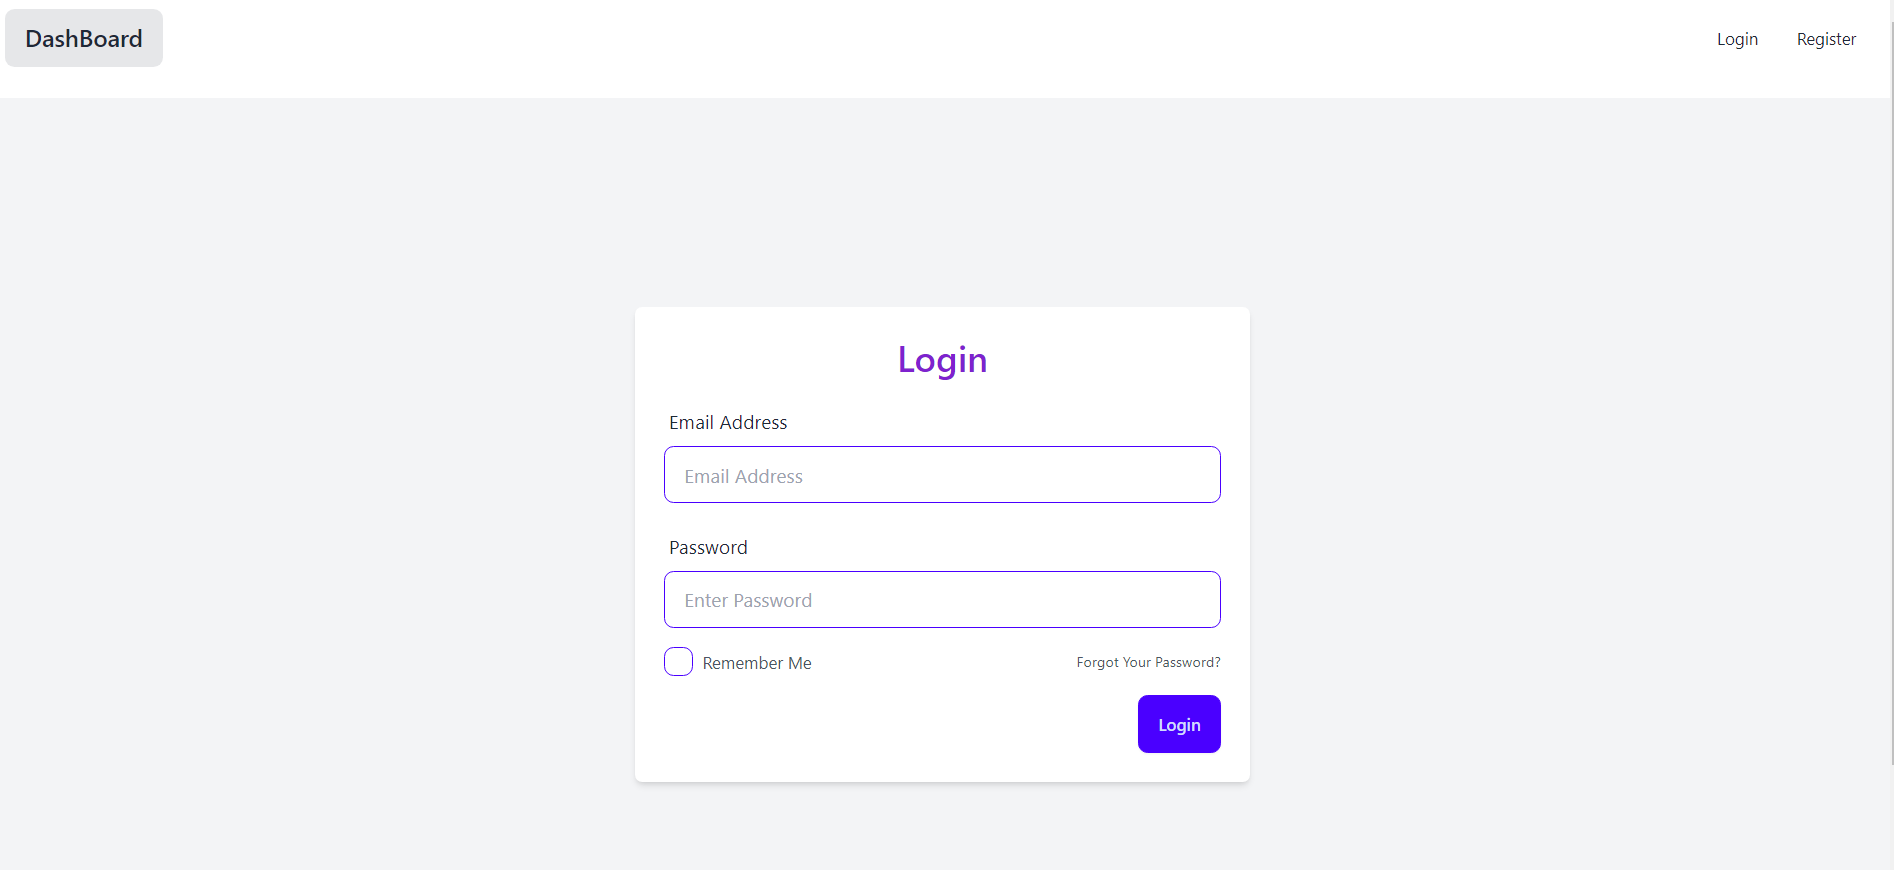 DashBoard
Login Register
Login
Email Address
Email Address
Password
Enter Password
Remember Me Forgot Your Password?
Login